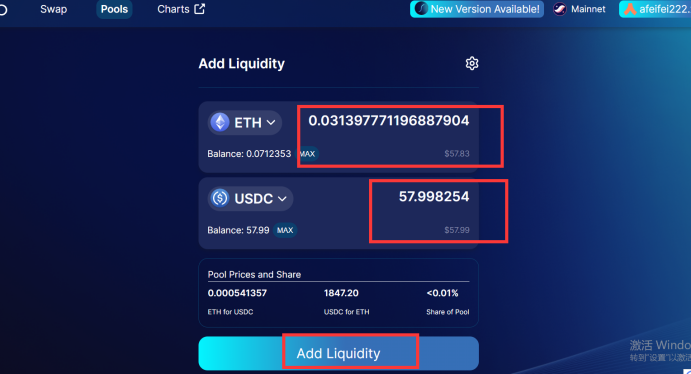 Swap Pools Charts New Version Available! Mainnet afeifei222.
Add Liquidity
ETH 0.031397771196887904
Balance: 0.0712353 MAX $57.83
USDC 57.998254
Balance: 57.99 MAX $57.99
Pool Prices and Share
0.000541357 1847.20 <0.01%
ETH for USDC USDC for ETH Share of Pool
Add Liquidity
激活 Windo
转到"设置"以激活